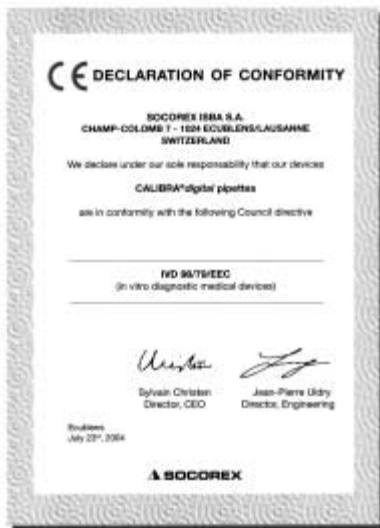 CE DECLARATION OF CONFORMITY
SOCOREX ISBA S.A.
CHAMP-COLOMB 7 - 1024 ECUBLENS/LAUSANNE
SWITZERLAND
We declare under our sole responsibility that our devices
CALIBRA® digital pipettes
are in conformity with the following Council directive
IVD 98/79/EEC
(in vitro diagnostic medical devices)
Sylvain Christen
Jean-Pierre Uldry
Director, CEO
Director, Engineering
Ecublens
July 23rd, 2004
SOCOREX